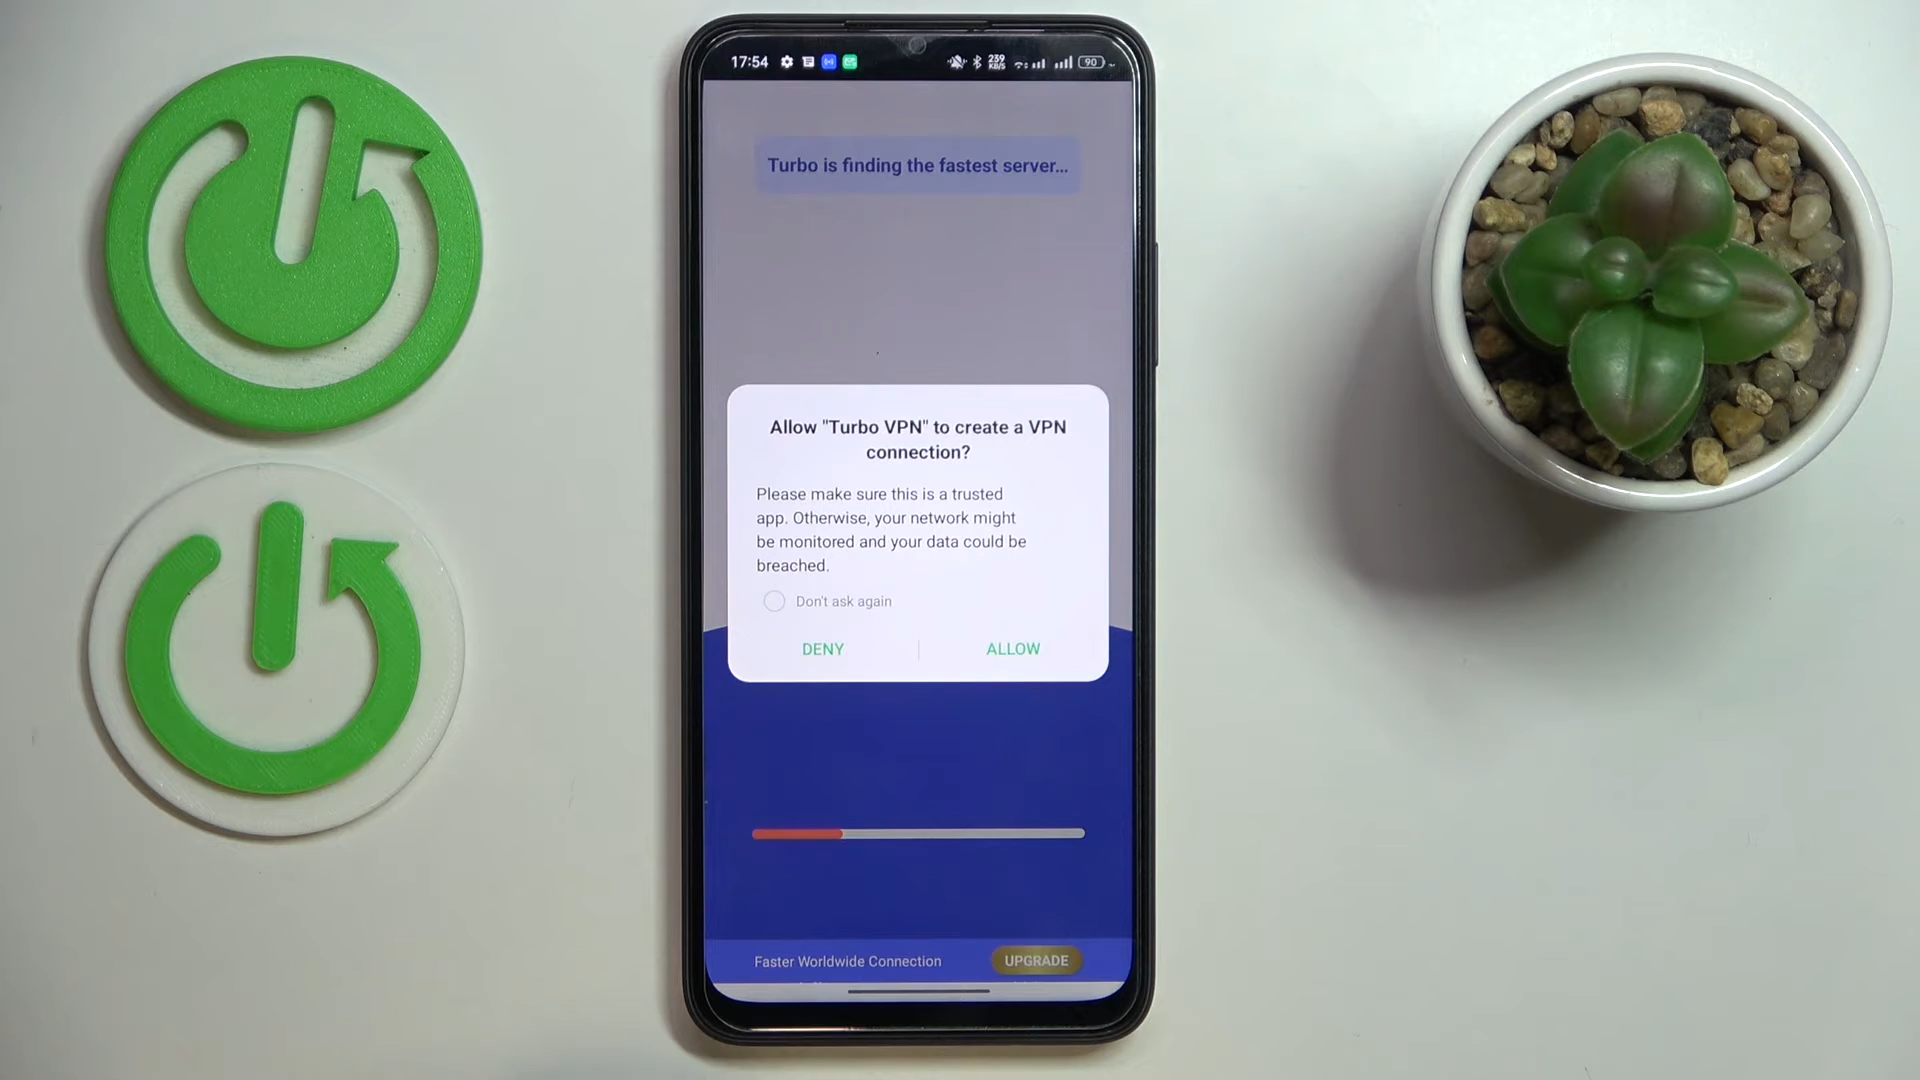 17:54 239 KB/S 90
Turbo is finding the fastest server...
Allow "Turbo VPN" to create a VPN
connection?
Please make sure this is a trusted
app. Otherwise, your network might
be monitored and your data could be
breached.
Don't ask again
DENY ALLOW
Faster Worldwide Connection UPGRADE